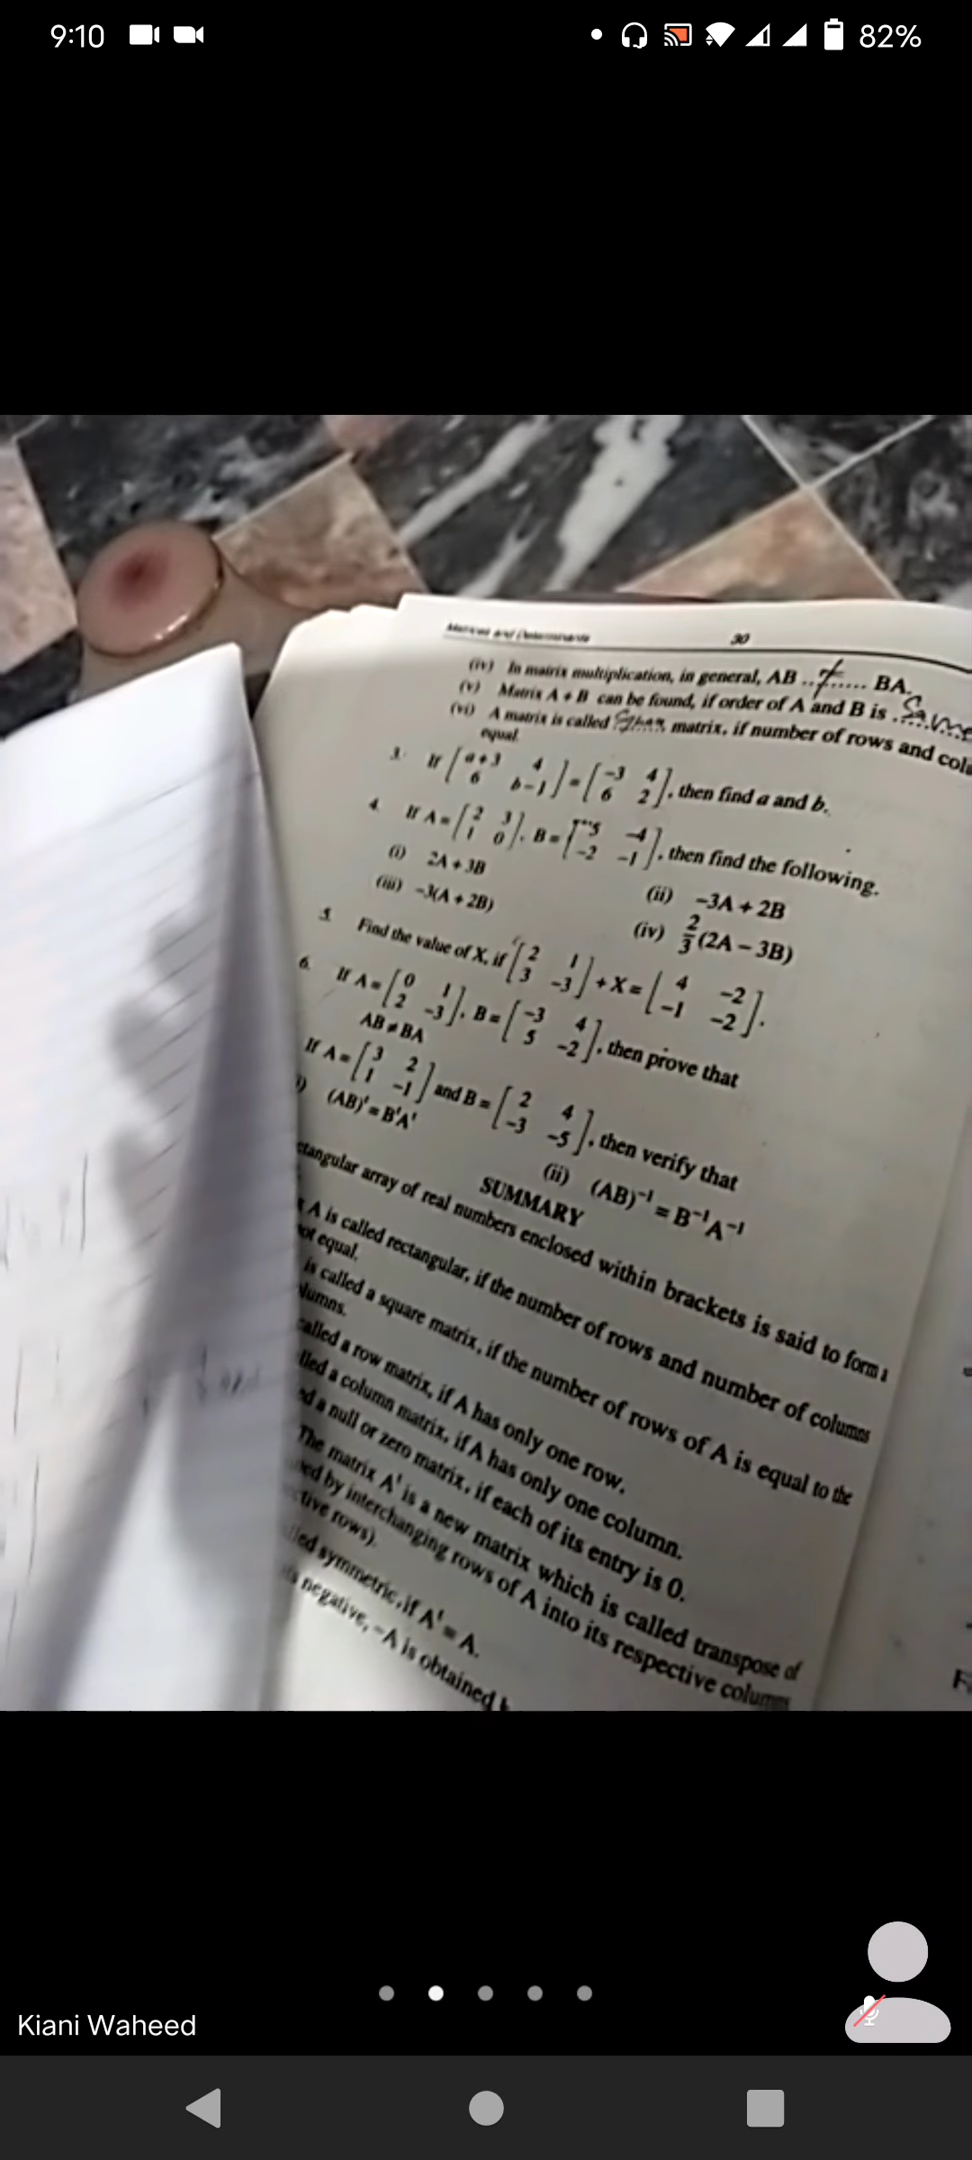 9:10
82%
Matrices and Determinants 30
(iv) In matrix multiplication, in general, AB ..≠...... BA.
(v) Matrix A + B can be found, if order of A and B is ..Same
(vi) A matrix is called matrix, if number of rows and
equal.
3. If [a+3 4; 6 b-1] = [-3 4; 6 2], then find a and b.
4. If A = [2 3; 1 0], B = [5 -4; -2 -1], then find the following.
(i) 2A + 3B (ii) -3A + 2B
(iii) -3(A + 2B) (iv) 2/3 (2A - 3B)
5. Find the value of X, if [2 1; 3 -3] + X = [4 -2; -1 -2].
6. If A = [0 1; 2 -3], B = [-3 4; 5 -2], then prove that
AB ≠ BA
If A = [3 2; 1 -1] and B = [2 4; -3 -5], then verify that
(AB)ᵗ = BᵗAᵗ (ii) (AB)⁻¹ = B⁻¹A⁻¹
SUMMARY
array of real numbers enclosed within brackets is said to form a
A is called rectangular, if the number of rows and number of columns
not equal.
is called a square matrix, if the number of rows of A is equal to the
called a row matrix, if A has only one row.
a column matrix, if A has only one column.
a null or zero matrix, if each of its entry is 0.
The matrix Aᵗ is a new matrix which is called transpose of
by interchanging rows of A into its respective columns
rows).
symmetric, if Aᵗ = A.
negative, -A is obtained
Kiani Waheed